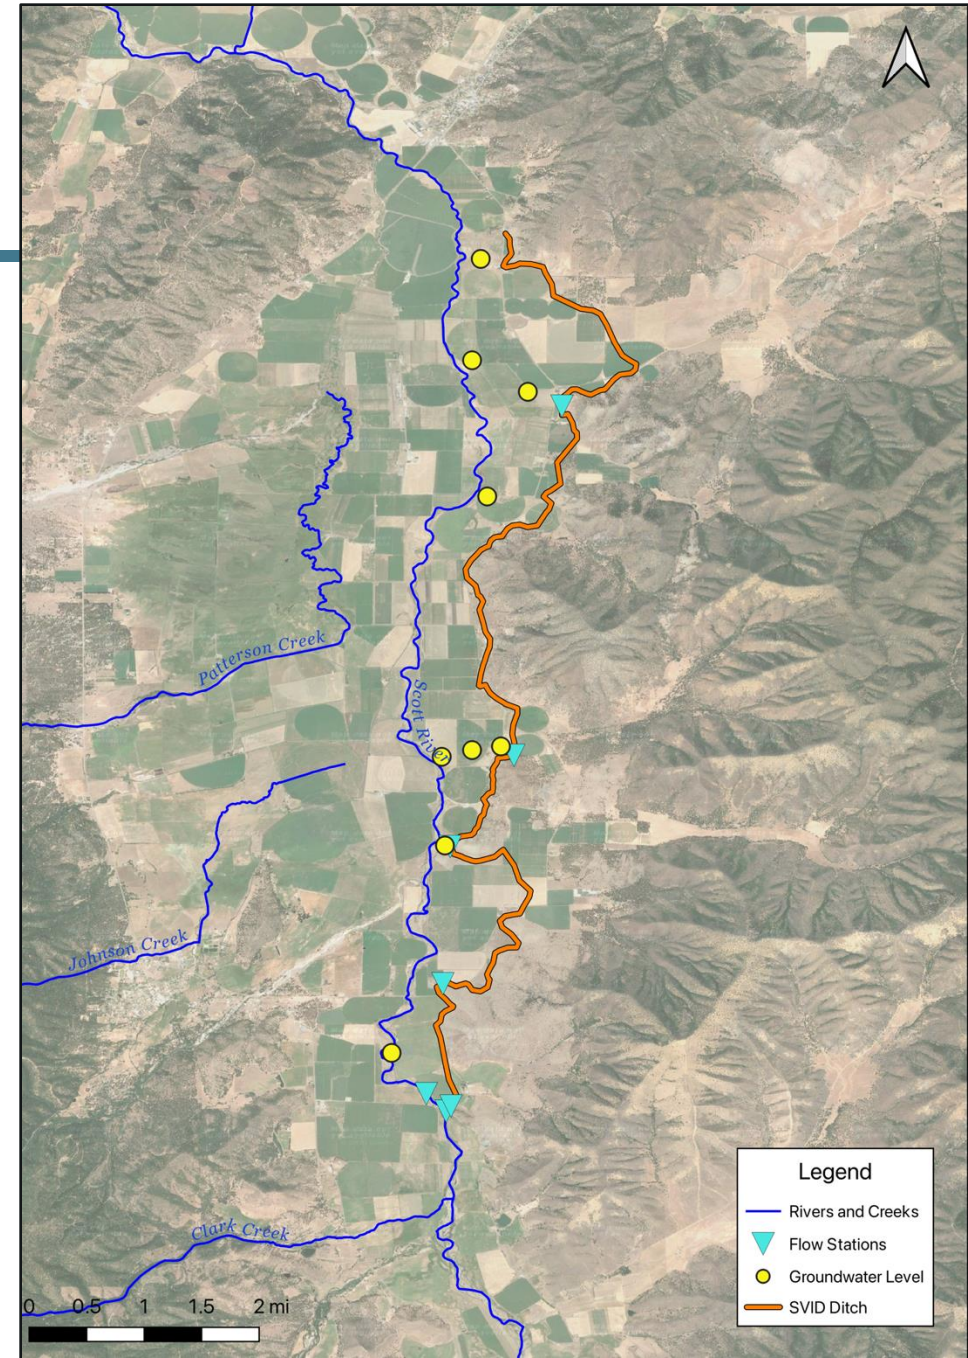 Patterson Creek
Scott River
Johnson Creek
Clark Creek
0 0.5 1 1.5 2 mi
Legend
Rivers and Creeks
Flow Stations
Groundwater Level
SVID Ditch